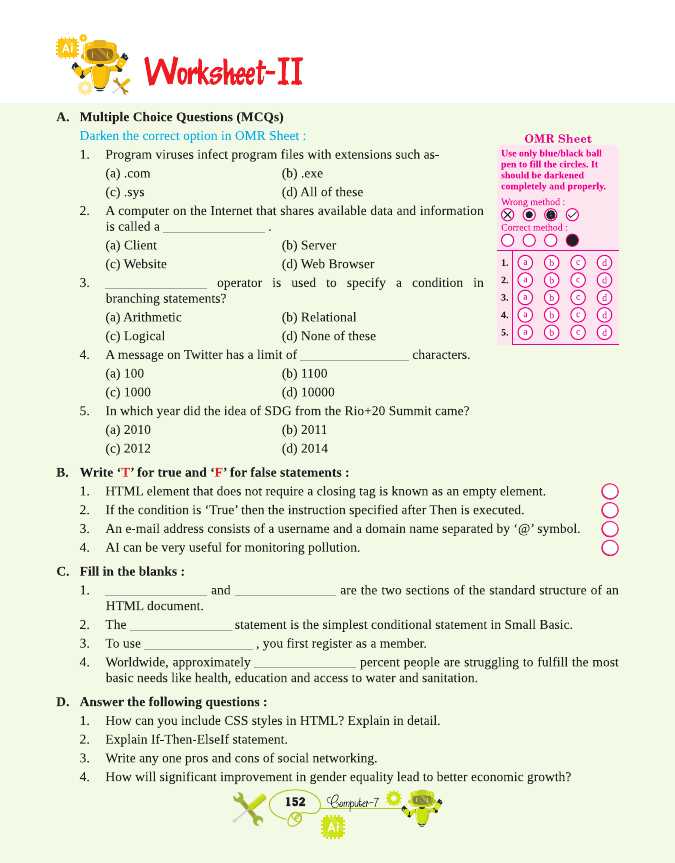 Ai
Worksheet-II
A. Multiple Choice Questions (MCQs)
Darken the correct option in OMR Sheet :
1. Program viruses infect program files with extensions such as-
(a) .com (b) .exe
(c) .sys (d) All of these
2. A computer on the Internet that shares available data and information
is called a ________________ .
(a) Client (b) Server
(c) Website (d) Web Browser
3. ________________ operator is used to specify a condition in
branching statements?
(a) Arithmetic (b) Relational
(c) Logical (d) None of these
4. A message on Twitter has a limit of ________________ characters.
(a) 100 (b) 1100
(c) 1000 (d) 10000
5. In which year did the idea of SDG from the Rio+20 Summit came?
(a) 2010 (b) 2011
(c) 2012 (d) 2014
OMR Sheet
Use only blue/black ball
pen to fill the circles. It
should be darkened
completely and properly.
Wrong method :
Correct method :
1. a b c d
2. a b c d
3. a b c d
4. a b c d
5. a b c d
B. Write ‘T’ for true and ‘F’ for false statements :
1. HTML element that does not require a closing tag is known as an empty element.
2. If the condition is ‘True’ then the instruction specified after Then is executed.
3. An e-mail address consists of a username and a domain name separated by ‘@’ symbol.
4. AI can be very useful for monitoring pollution.
C. Fill in the blanks :
1. ________________ and ________________ are the two sections of the standard structure of an
HTML document.
2. The ________________ statement is the simplest conditional statement in Small Basic.
3. To use ________________ , you first register as a member.
4. Worldwide, approximately ________________ percent people are struggling to fulfill the most
basic needs like health, education and access to water and sanitation.
D. Answer the following questions :
1. How can you include CSS styles in HTML? Explain in detail.
2. Explain If-Then-ElseIf statement.
3. Write any one pros and cons of social networking.
4. How will significant improvement in gender equality lead to better economic growth?
152 Computer-7
Ai